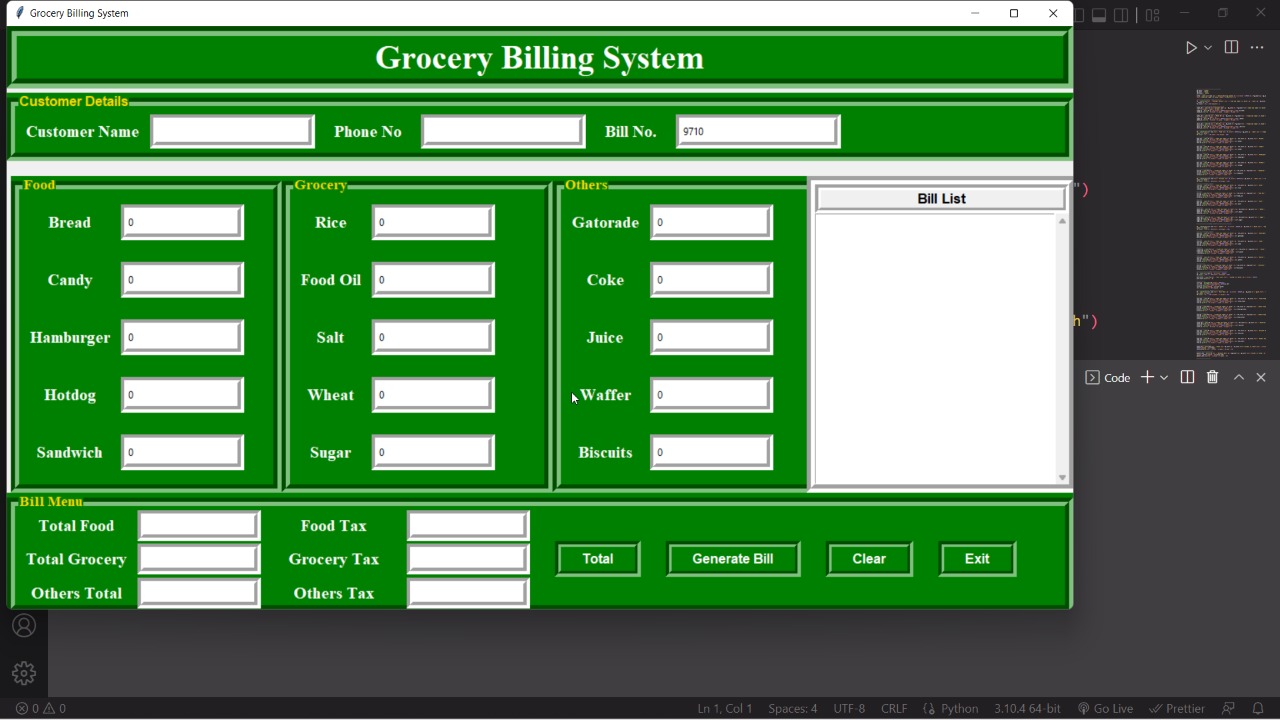 Grocery Billing System
Grocery Billing System
Customer Details
Customer Name Phone No Bill No. 9710
Food Grocery Others
Bill List
Bread 0 Rice 0 Gatorade 0
Candy 0 Food Oil 0 Coke 0
Hamburger 0 Salt 0 Juice 0
Hotdog 0 Wheat 0 Waffer 0
Sandwich 0 Sugar 0 Biscuits 0
Bill Menu
Total Food Food Tax
Total Grocery Grocery Tax Total Generate Bill Clear Exit
Others Total Others Tax
")
h")
Code
0 0 Ln 1, Col 1 Spaces: 4 UTF-8 CRLF Python 3.10.4 64-bit Go Live Prettier